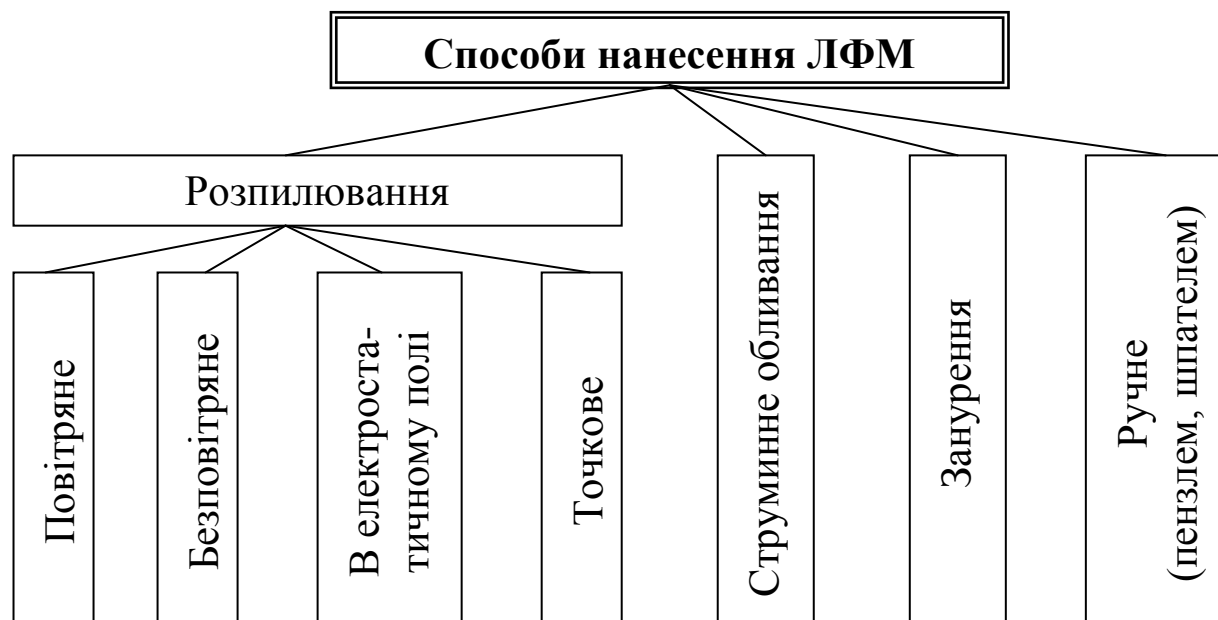 Способи нанесення ЛФМ
Розпилювання
Повітряне
Безповітряне
В електроста-
тичному полі
Точкове
Струминне обливання
Занурення
Ручне
(пензлем, шпателем)